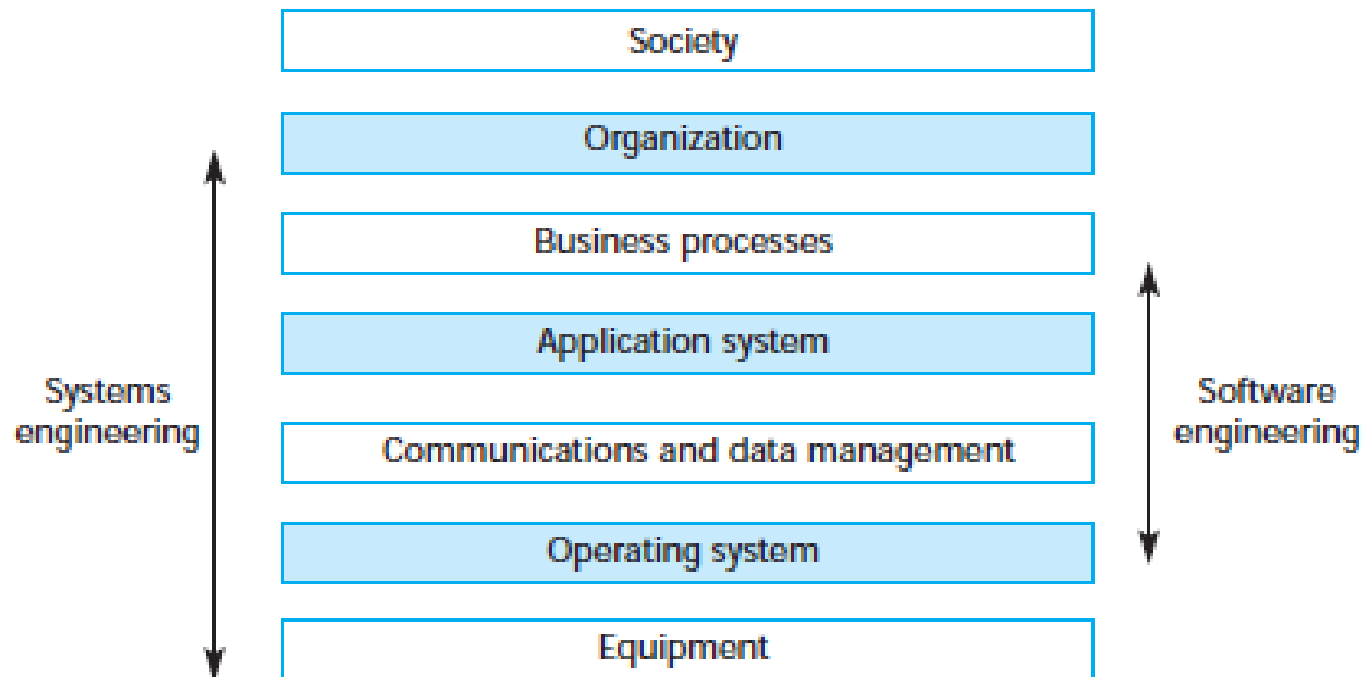 Society
Organization
Business processes
Application system
Systems
engineering
Software
engineering
Communications and data management
Operating system
Equipment